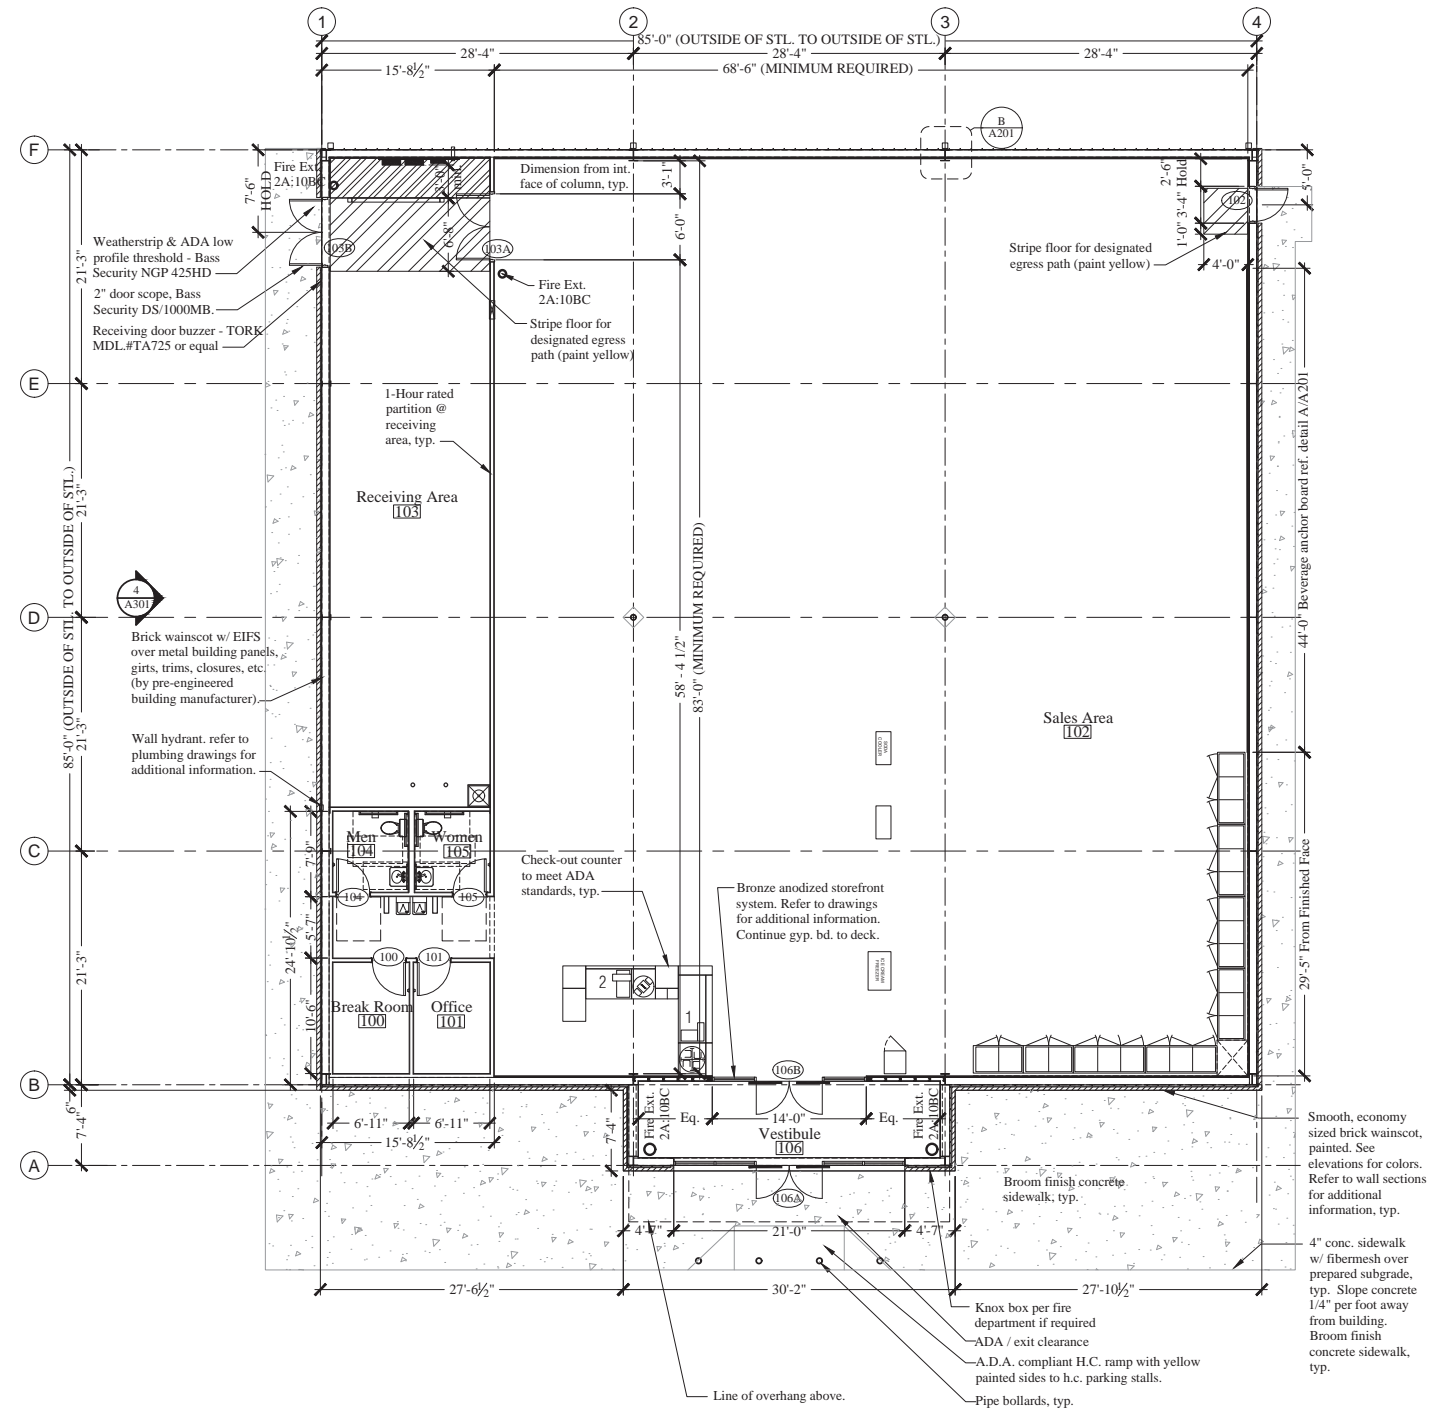 1
2
3
4
85'-0" (OUTSIDE OF STL. TO OUTSIDE OF STL.)
28'-4"
28'-4"
28'-4"
15'-8½"
68'-6" (MINIMUM REQUIRED)
B
A201
F
E
D
C
B
A
7'-6"
HOLD
Fire Ext.
2A:10BC
3'-0"
min.
6'-8"
103B
103A
Dimension from int.
face of column, typ.
3'-1"
6'-0"
2'-6"
1'-0" 3'-4" Hold
102
5'-0"
4'-0"
Stripe floor for designated
egress path (paint yellow)
Weatherstrip & ADA low
profile threshold - Bass
Security NGP 425HD
2" door scope, Bass
Security DS/1000MB.
Receiving door buzzer - TORK
MDL.#TA725 or equal
Fire Ext.
2A:10BC
Stripe floor for
designated egress
path (paint yellow)
1-Hour rated
partition @
receiving
area, typ.
85'-0" (OUTSIDE OF STL. TO OUTSIDE OF STL.)
21'-3"
21'-3"
21'-3"
21'-3"
Receiving Area
103
58' - 4 1/2"
83'-0" (MINIMUM REQUIRED)
44'-0" Beverage anchor board ref. detail A/A201
29'-5" From Finished Face
4
A301
Brick wainscot w/ EIFS
over metal building panels,
girts, trims, closures, etc.
(by pre-engineered
building manufacturer).
Wall hydrant. refer to
plumbing drawings for
additional information.
Sales Area
102
SODA
COOLER
Men
104
Women
105
104
105
7'-9"
5'-7"
10'-6"
24'-10½"
Check-out counter
to meet ADA
standards, typ.
Bronze anodized storefront
system. Refer to drawings
for additional information.
Continue gyp. bd. to deck.
ICE CREAM
FREEZER
100
101
2
1
Break Room
100
Office
101
106B
6"
7'-4"
6'-11"
6'-11"
15'-8½"
7'-4"
Fire Ext.
2A:10BC
Eq.
14'-0"
Eq.
Fire Ext.
2A:10BC
Vestibule
106
106A
Broom finish concrete
sidewalk, typ.
Smooth, economy
sized brick wainscot,
painted. See
elevations for colors.
Refer to wall sections
for additional
information, typ.
4'-7"
21'-0"
4'-7"
4" conc. sidewalk
w/ fibermesh over
prepared subgrade,
typ. Slope concrete
1/4" per foot away
from building.
Broom finish
concrete sidewalk,
typ.
27'-6½"
30'-2"
27'-10½"
Knox box per fire
department if required
ADA / exit clearance
A.D.A. compliant H.C. ramp with yellow
painted sides to h.c. parking stalls.
Pipe bollards, typ.
Line of overhang above.